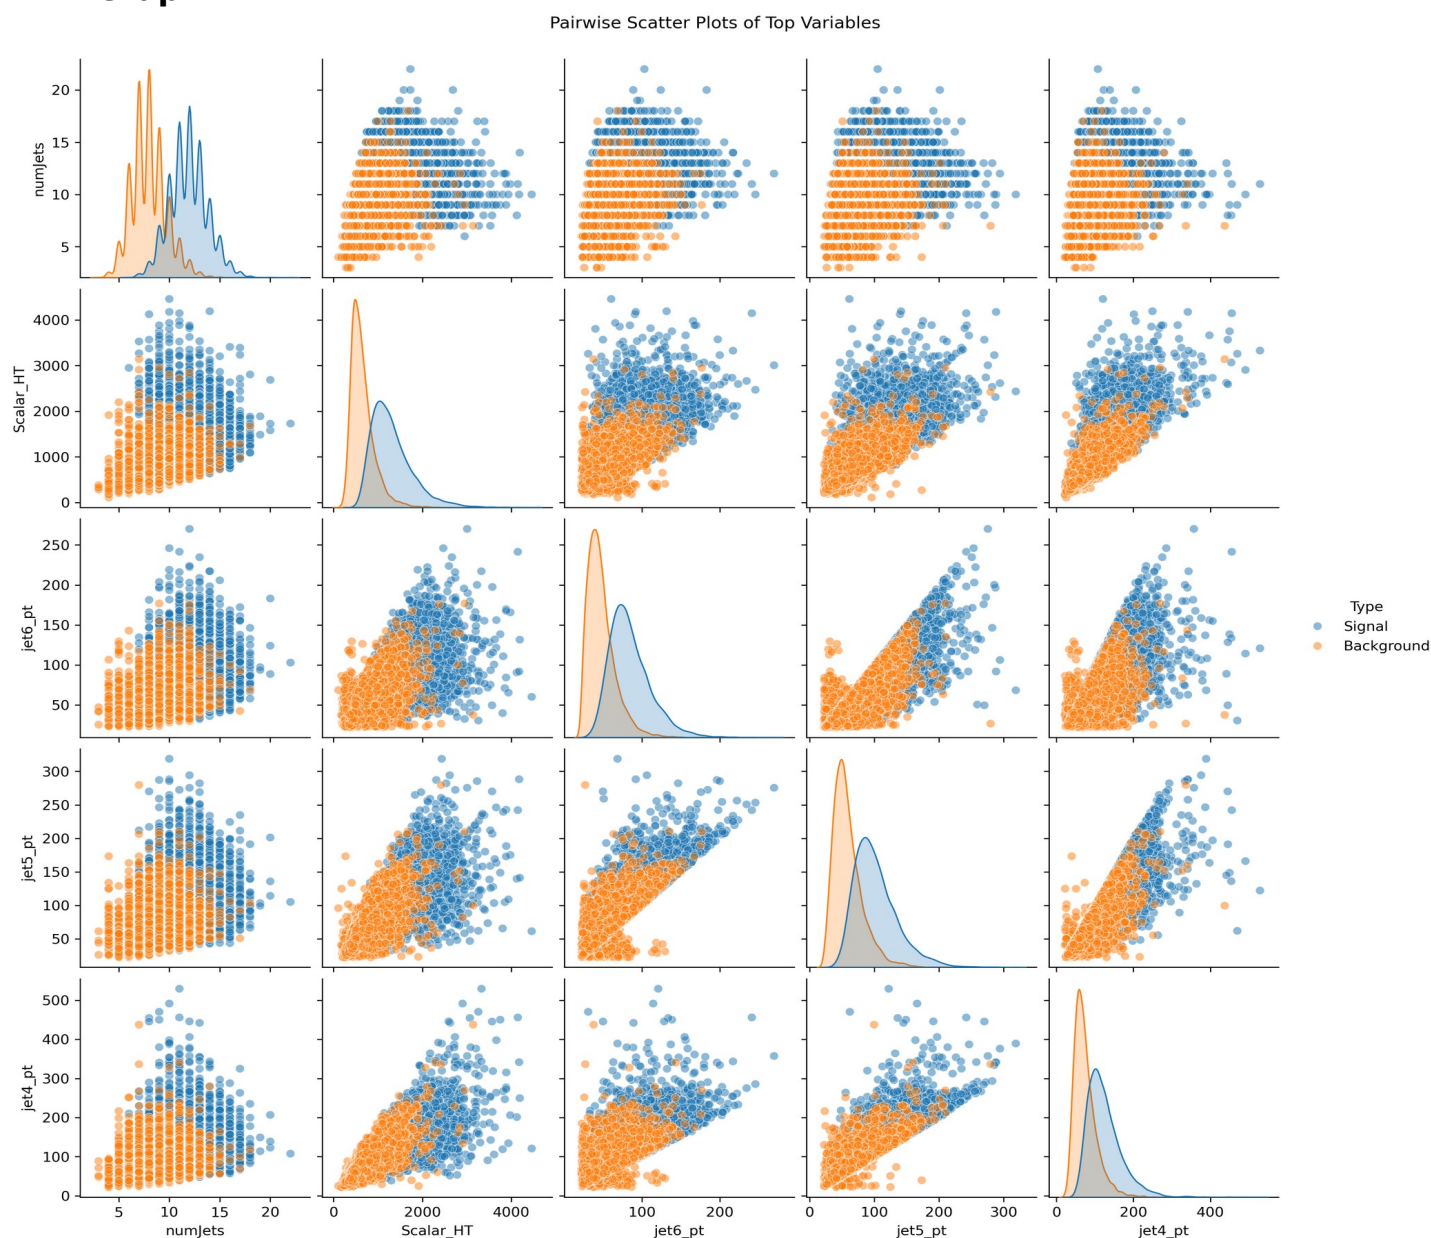 Pairwise Scatter Plots of Top Variables
20
15
10
5
numJets
4000
3000
2000
1000
0
Scalar_HT
250
200
150
100
50
jet6_pt
Type
Signal
Background
300
250
200
150
100
50
jet5_pt
500
400
300
200
100
0
jet4_pt
5 10 15 20 0 2000 4000 100 200 0 100 200 300 0 200 400
numJets Scalar_HT jet6_pt jet5_pt jet4_pt